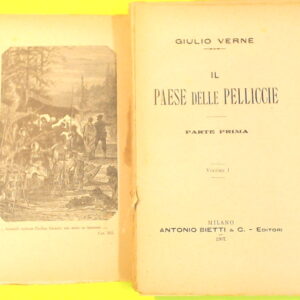 GIULIO VERNE
IL
PAESE DELLE PELLICCIE
PARTE PRIMA
Volume I
MILANO
ANTONIO BIETTI & C. - EDITORI